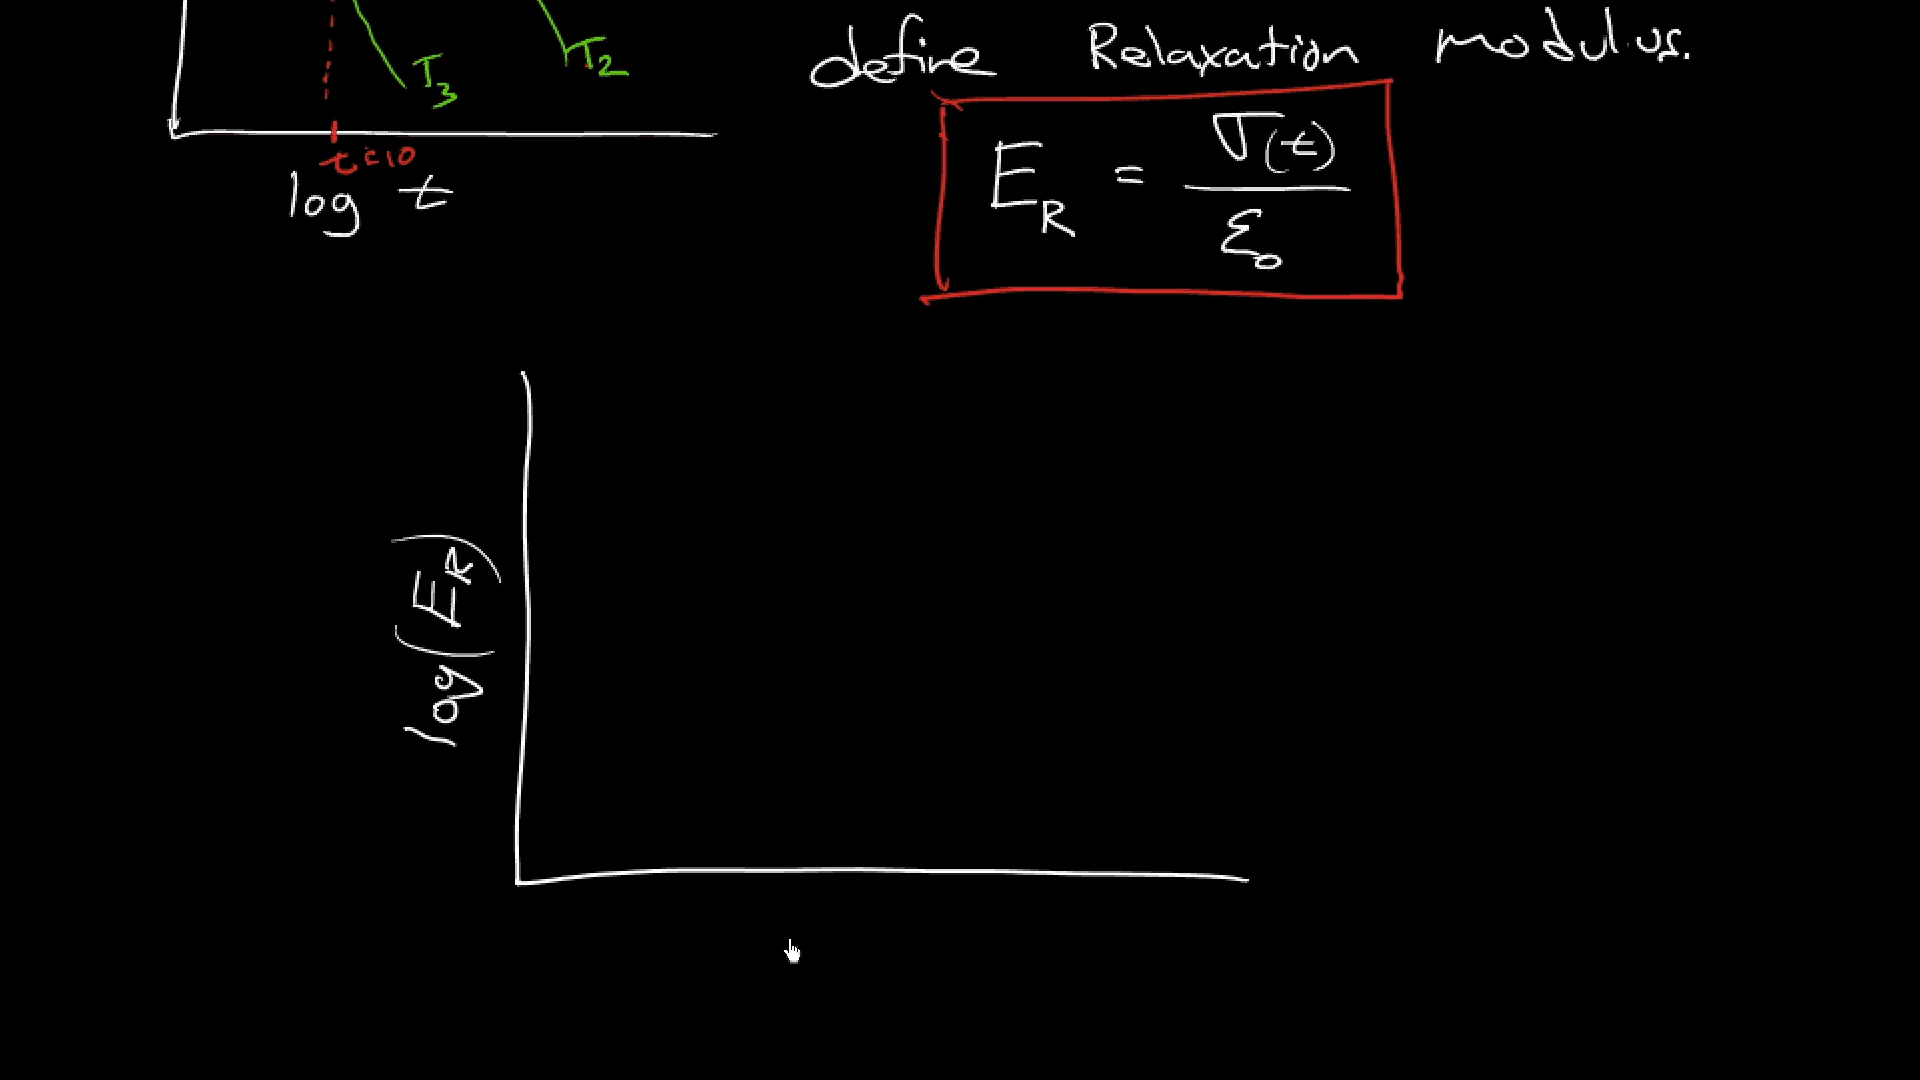 T₃
T₂
t=10
log t
define Relaxation modulus.
E_R = σ(t) / ε₀
log(E_R)